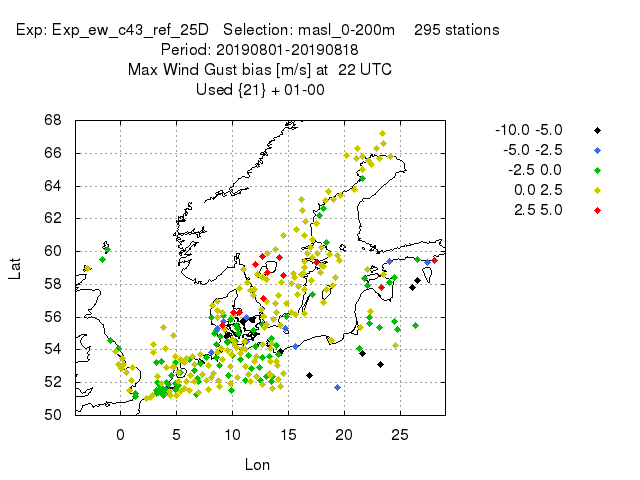 Exp: Exp_ew_c43_ref_25D Selection: masl_0-200m 295 stations
Period: 20190801-20190818
Max Wind Gust bias [m/s] at 22 UTC
Used {21} + 01-00
-10.0 -5.0
-5.0 -2.5
-2.5 0.0
0.0 2.5
2.5 5.0
68
66
64
62
60
58
56
54
52
50
Lat
0 5 10 15 20 25
Lon